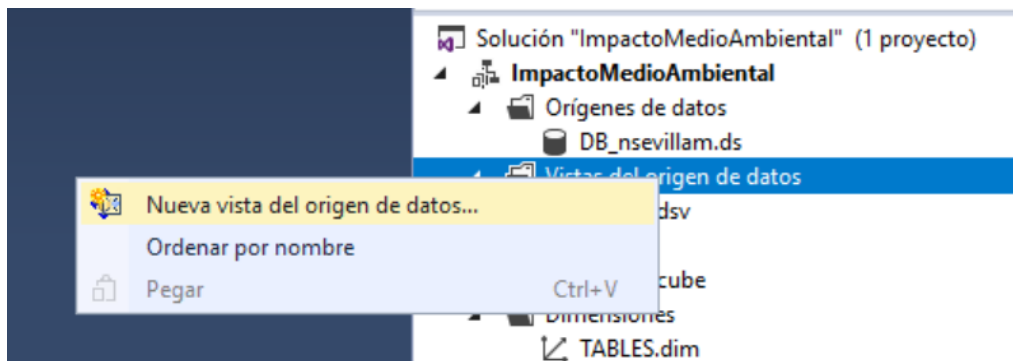 Solución "ImpactoMedioAmbiental" (1 proyecto)
ImpactoMedioAmbiental
Orígenes de datos
DB_nsevillam.ds
Vistas del origen de datos
Nueva vista del origen de datos...
dsv
Ordenar por nombre
Pegar Ctrl+V
cube
Dimensiones
TABLES.dim